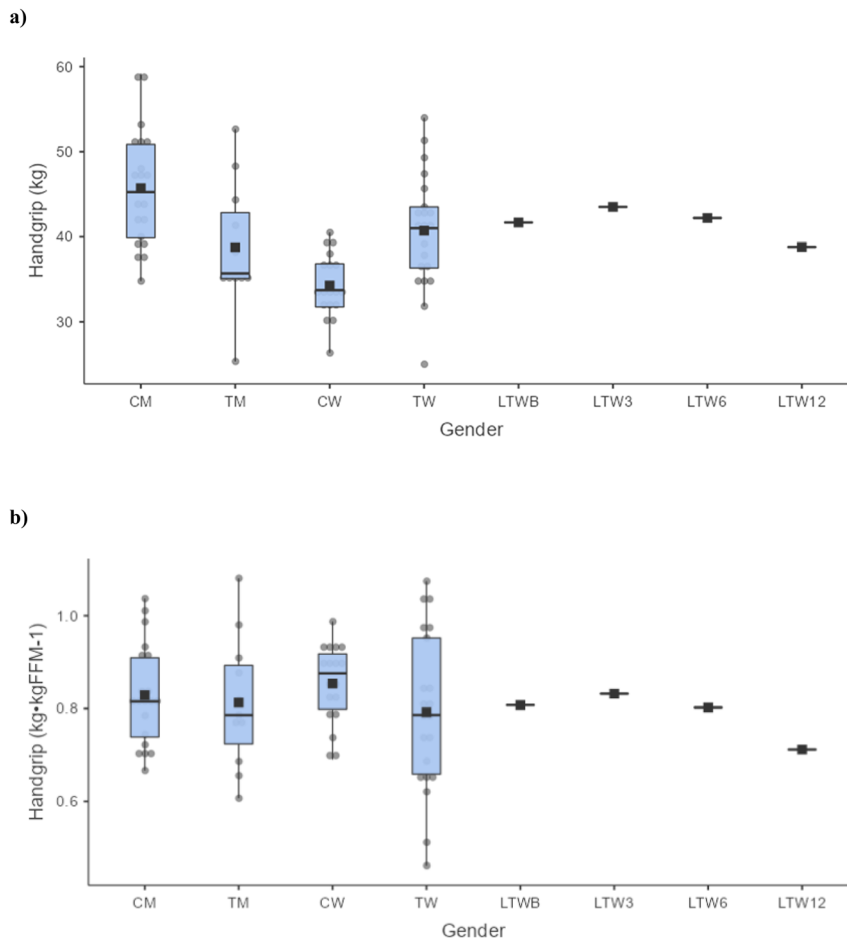 a)
60
50
40
30
Handgrip (kg)
CM TM CW TW LTWB LTW3 LTW6 LTW12
Gender
b)
1.0
0.8
0.6
Handgrip (kg•kgFFM-1)
CM TM CW TW LTWB LTW3 LTW6 LTW12
Gender